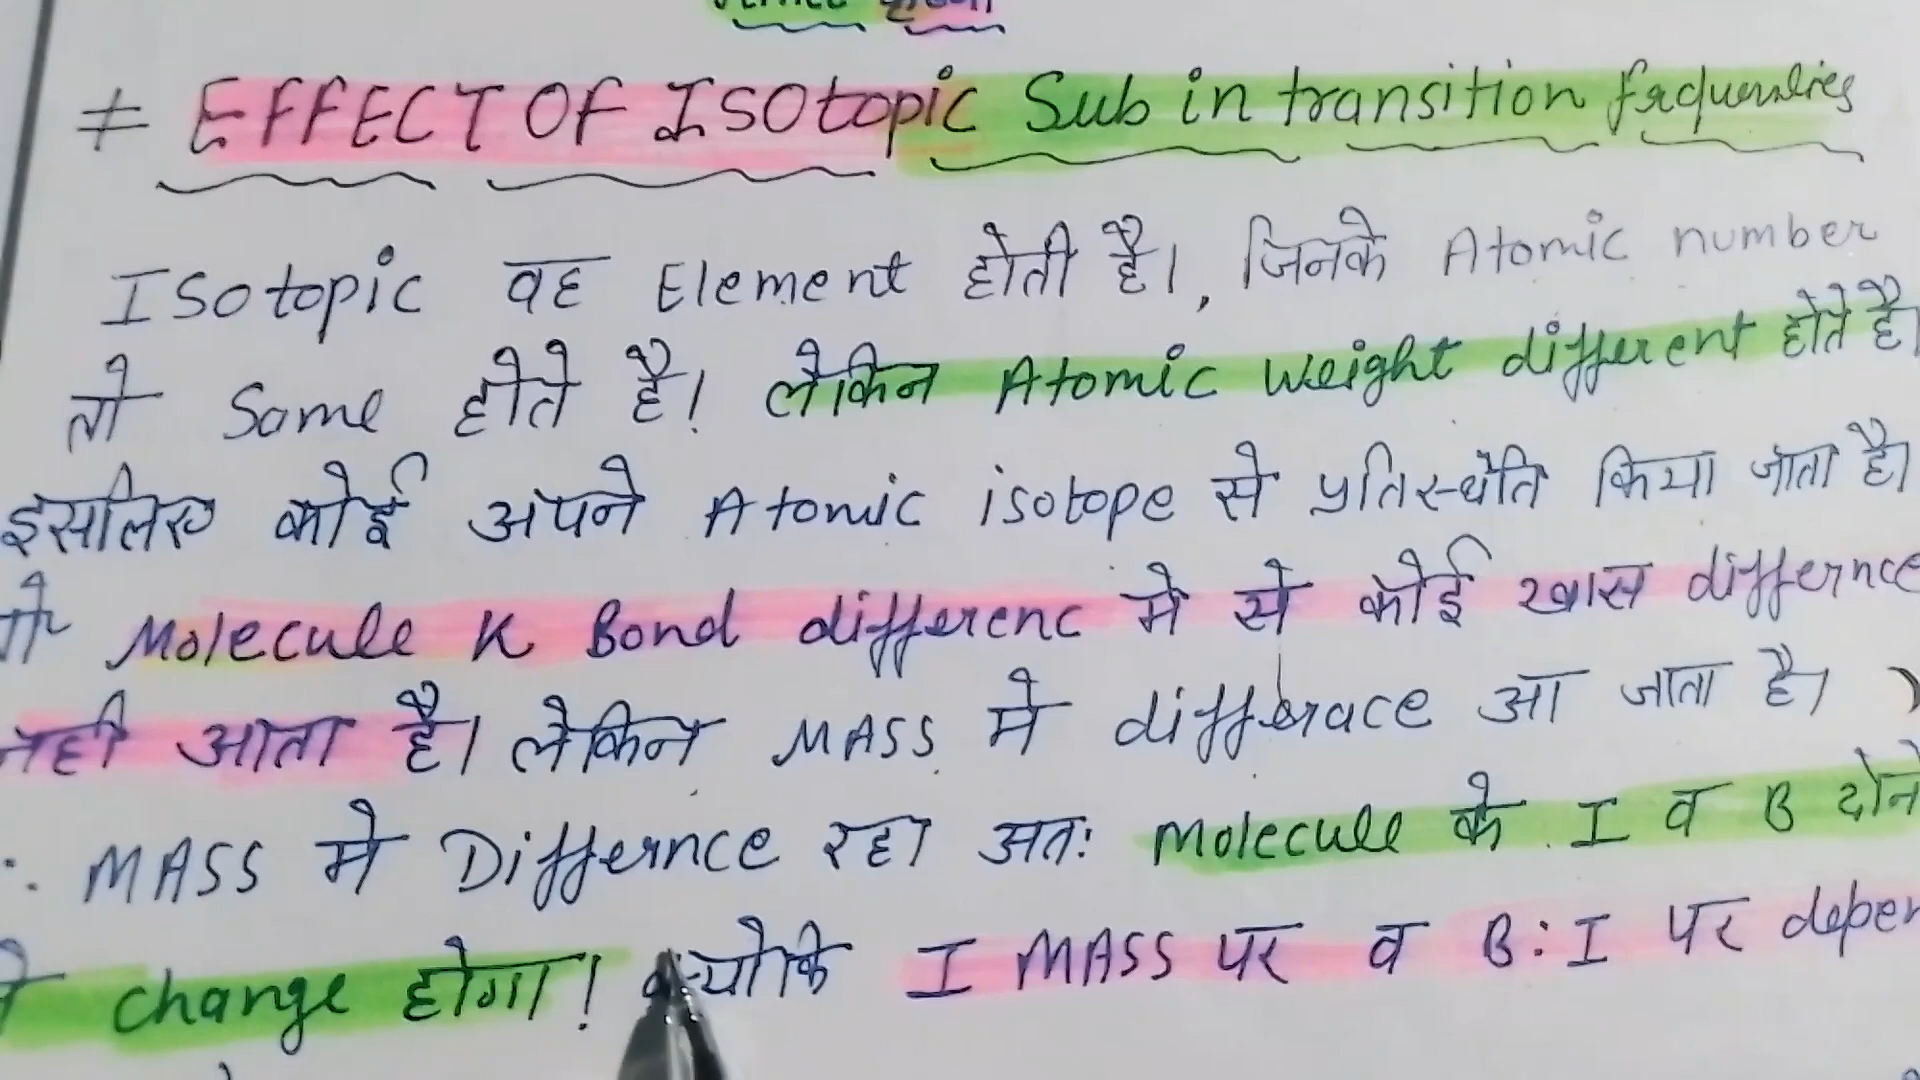 ≠ EFFECT OF ISOtopic Sub in transition
ISotopic वह Element होती है।, जिनके Atomic number
तो Same होते है। लेकिन Atomic Weight different होते है।
इसलिए कोई अपने Atomic isotope से प्रतिस्थेति किया जाता है।
Molecule K Bond differenc मे से कोई खास differnce
नही आता है। लेकिन MASS मे differace आ जाता है।
∴ MASS मे Differnce रहा अतः Molecule के I व B दोनो
change होगा! क्योकि I MASS पर व B: I पर depen